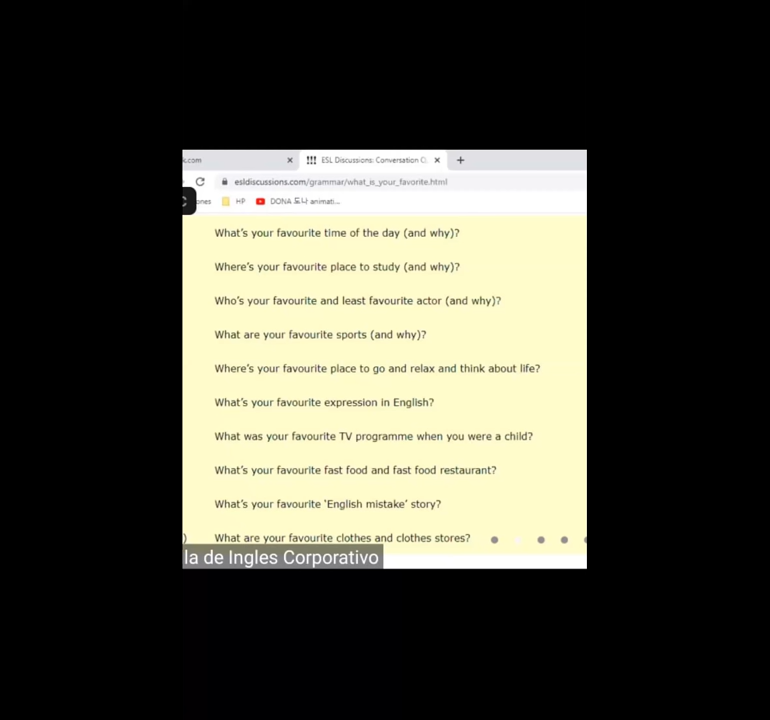 k.com
ESL Discussions: Conversation Q
esldiscussions.com/grammar/what_is_your_favorite.html
ones HP DONA 도나 animati...
What's your favourite time of the day (and why)?
Where's your favourite place to study (and why)?
Who's your favourite and least favourite actor (and why)?
What are your favourite sports (and why)?
Where's your favourite place to go and relax and think about life?
What's your favourite expression in English?
What was your favourite TV programme when you were a child?
What's your favourite fast food and fast food restaurant?
What's your favourite 'English mistake' story?
) What are your favourite clothes and clothes stores?
la de Ingles Corporativo